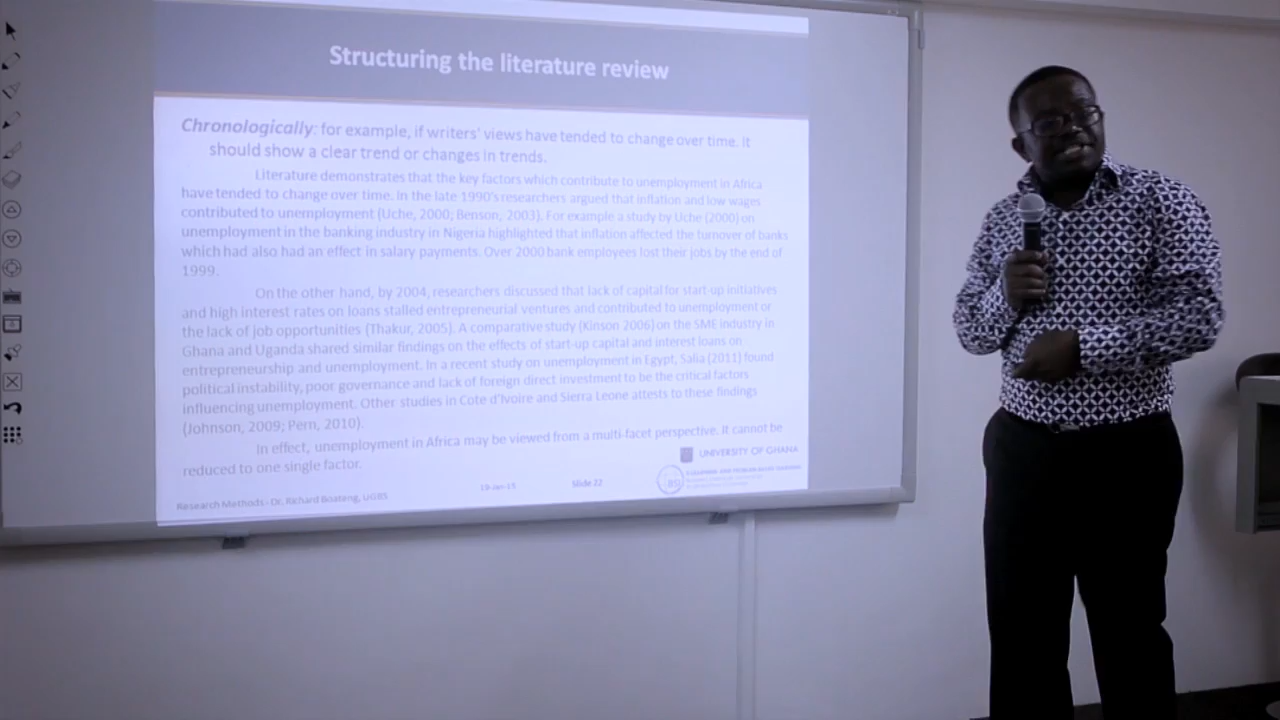 Structuring the literature review
Chronologically: for example, if writers' views have tended to change over time. It
should show a clear trend or changes in trends.
Literature demonstrates that the key factors which contribute to unemployment in Africa
have tended to change over time. In the late 1990's researchers argued that inflation and low wages
contributed to unemployment (Uche, 2000; Benson, 2003). For example a study by Uche (2000) on
unemployment in the banking industry in Nigeria highlighted that inflation affected the turnover of banks
which had also had an effect in salary payments. Over 2000 bank employees lost their jobs by the end of
1999.
On the other hand, by 2004, researchers discussed that lack of capital for start-up initiatives
and high interest rates on loans stalled entrepreneurial ventures and contributed to unemployment or
the lack of job opportunities (Thakur, 2005). A comparative study (Kinson 2006) on the SME industry in
Ghana and Uganda shared similar findings on the effects of start-up capital and interest loans on
entrepreneurship and unemployment. In a recent study on unemployment in Egypt, Salia (2011) found
political instability, poor governance and lack of foreign direct investment to be the critical factors
influencing unemployment. Other studies in Cote d'Ivoire and Sierra Leone attests to these findings
(Johnson, 2009; Pern, 2010).
In effect, unemployment in Africa may be viewed from a multi-facet perspective. It cannot be
reduced to one single factor.
UNIVERSITY OF GHANA
Research Methods - Dr. Richard Boateng, UGBS
19-Jan-15
Slide 22